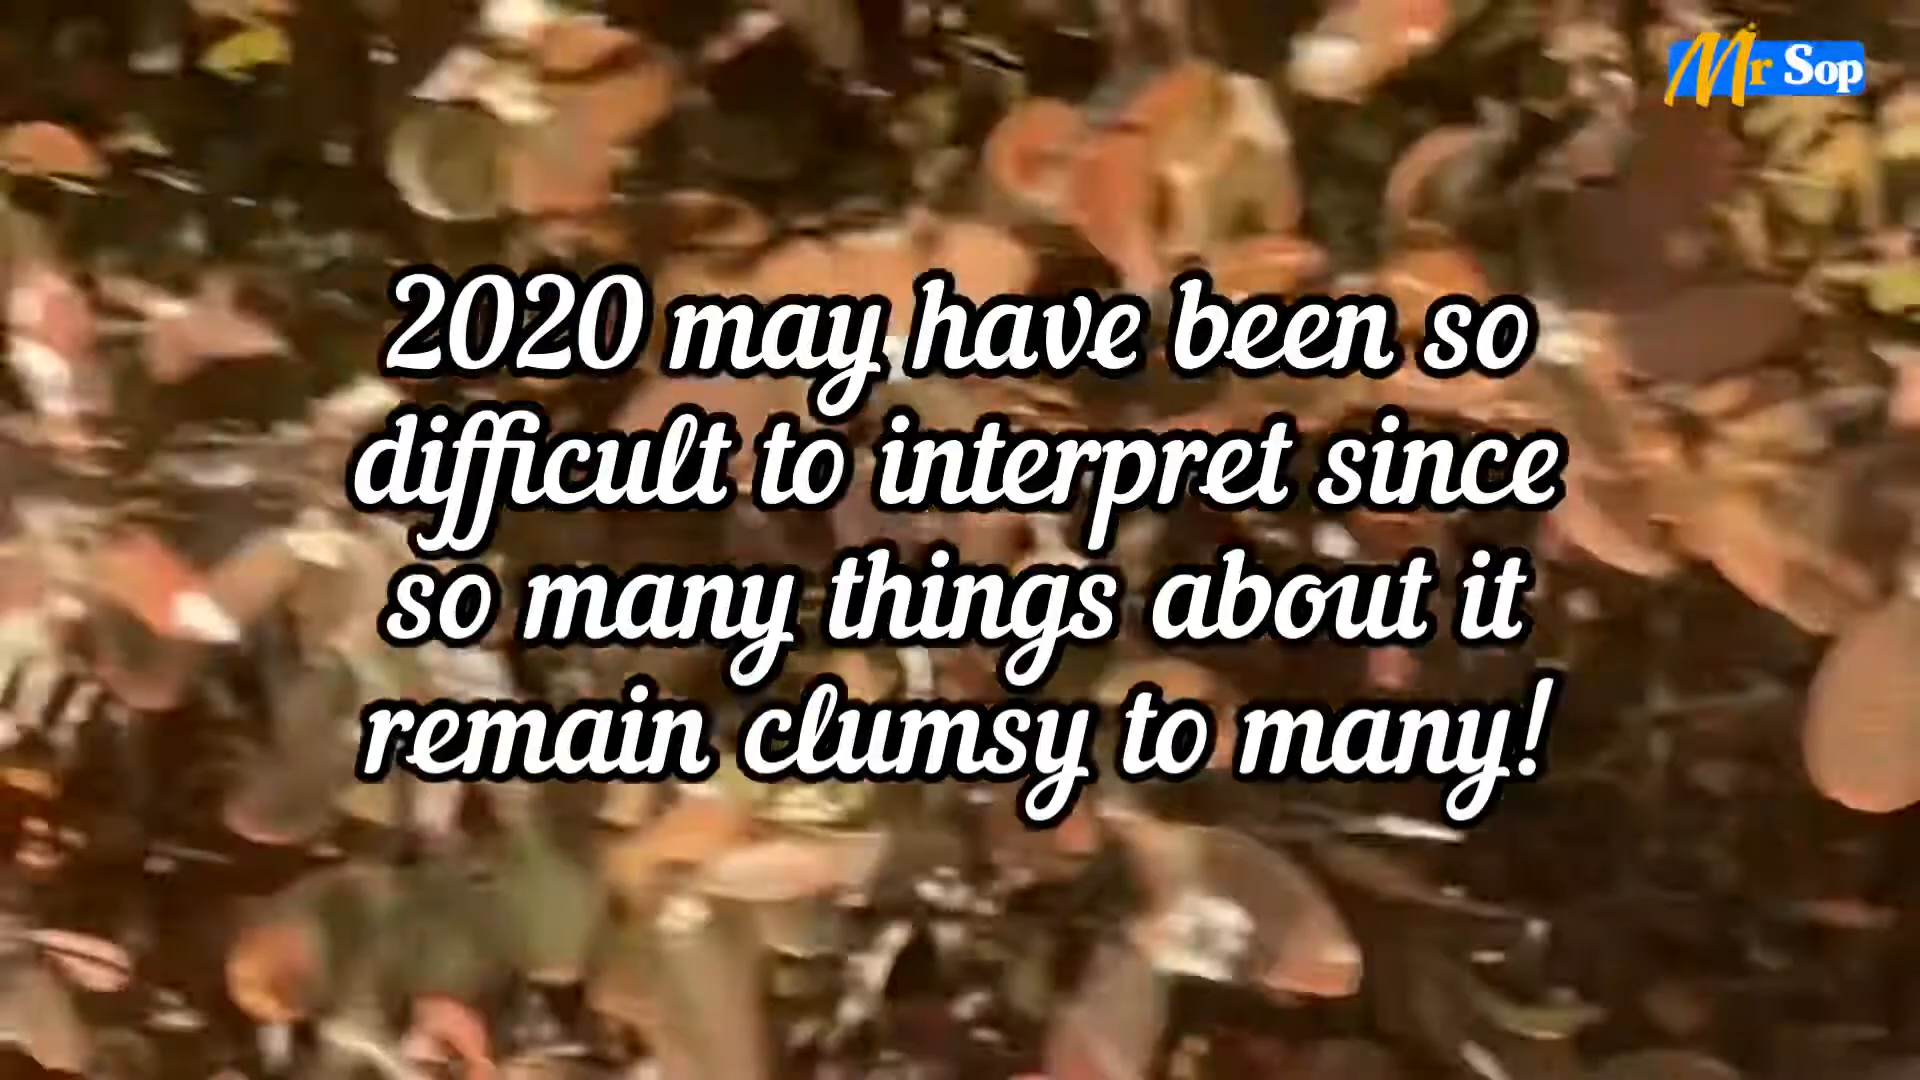 Mr Sop
2020 may have been so
difficult to interpret since
so many things about it
remain clumsy to many!